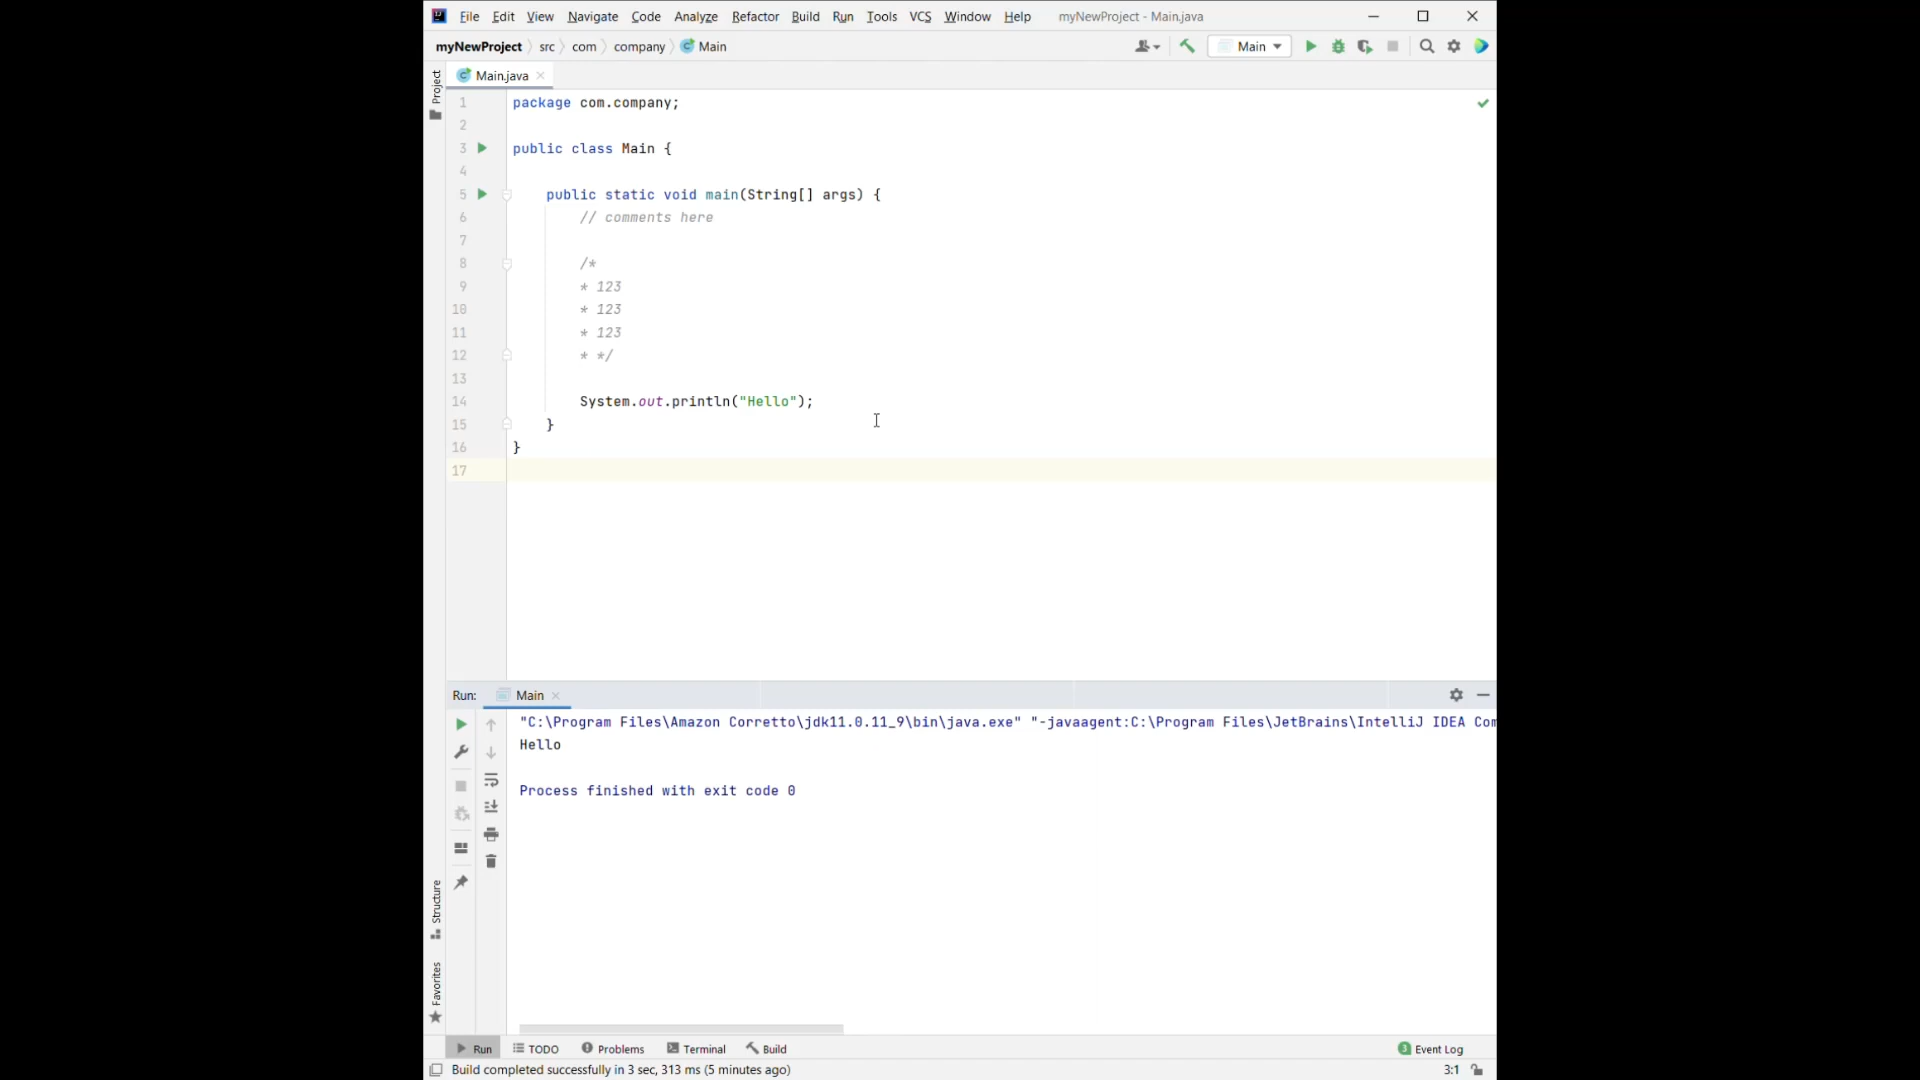 File Edit View Navigate Code Analyze Refactor Build Run Tools VCS Window Help myNewProject - Main.java
myNewProject src com company Main Main
Project
Main.java
1 package com.company;
2
3 public class Main {
4
5 public static void main(String[] args) {
6 // comments here
7
8 /*
9 * 123
10 * 123
11 * 123
12 * */
13
14 System.out.println("Hello");
15 }
16 }
17
Run: Main
"C:\Program Files\Amazon Corretto\jdk11.0.11_9\bin\java.exe" "-javaagent:C:\Program Files\JetBrains\IntelliJ IDEA Com
Hello
Process finished with exit code 0
Structure
Favorites
Run TODO Problems Terminal Build 3 Event Log
Build completed successfully in 3 sec, 313 ms (5 minutes ago) 3:1